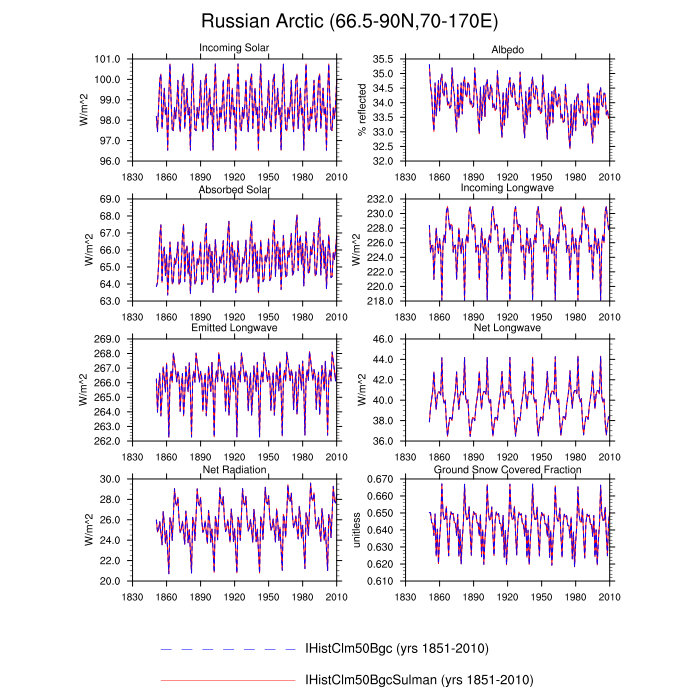 Russian Arctic (66.5-90N,70-170E)
Incoming Solar
Albedo
W/m^2
101.0
100.0
99.0
98.0
97.0
96.0
1830 1860 1890 1920 1950 1980 2010
% reflected
35.5
35.0
34.5
34.0
33.5
33.0
32.5
32.0
1830 1860 1890 1920 1950 1980 2010
Absorbed Solar
Incoming Longwave
W/m^2
69.0
68.0
67.0
66.0
65.0
64.0
63.0
1830 1860 1890 1920 1950 1980 2010
W/m^2
232.0
230.0
228.0
226.0
224.0
222.0
220.0
218.0
1830 1860 1890 1920 1950 1980 2010
Emitted Longwave
Net Longwave
W/m^2
269.0
268.0
267.0
266.0
265.0
264.0
263.0
262.0
1830 1860 1890 1920 1950 1980 2010
W/m^2
46.0
44.0
42.0
40.0
38.0
36.0
1830 1860 1890 1920 1950 1980 2010
Net Radiation
Ground Snow Covered Fraction
W/m^2
30.0
28.0
26.0
24.0
22.0
20.0
1830 1860 1890 1920 1950 1980 2010
unitless
0.670
0.660
0.650
0.640
0.630
0.620
0.610
1830 1860 1890 1920 1950 1980 2010
IHistClm50Bgc (yrs 1851-2010)
IHistClm50BgcSulman (yrs 1851-2010)